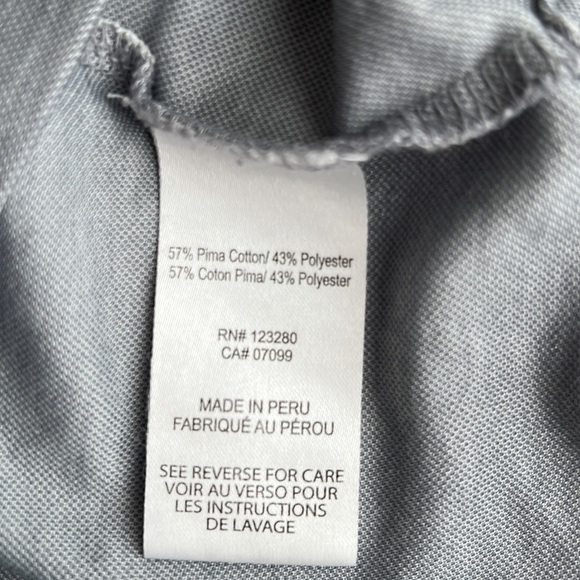 57% Pima Cotton/ 43% Polyester
57% Coton Pima/ 43% Polyester
RN# 123280
CA# 07099
MADE IN PERU
FABRIQUÉ AU PÉROU
SEE REVERSE FOR CARE
VOIR AU VERSO POUR
LES INSTRUCTIONS
DE LAVAGE